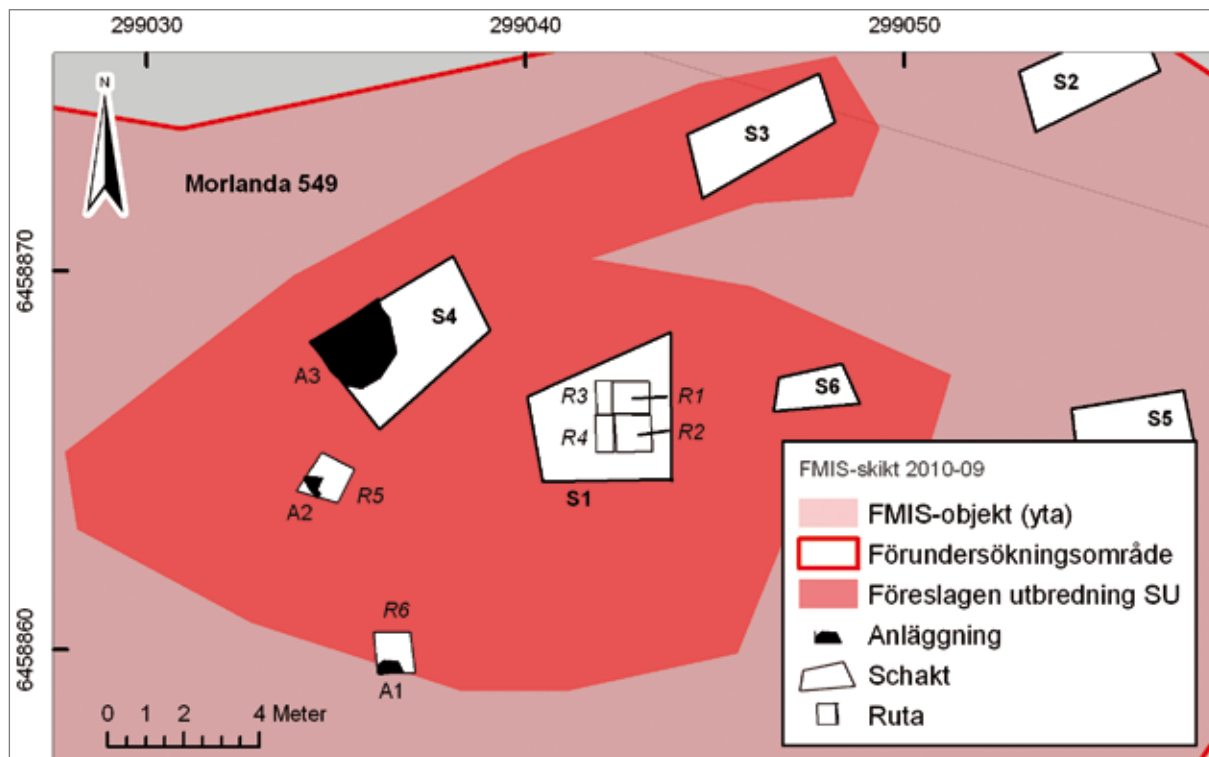 299030
299040
299050
N
S2
S3
Morlanda 549
6458870
S4
A3
S6
R3
R1
S5
R4
R2
R5
A2
S1
FMIS-skikt 2010-09
FMIS-objekt (yta)
Förundersökningsområde
Föreslagen utbredning SU
R6
Anläggning
6458860
Schakt
A1
Ruta
0 1 2 4 Meter